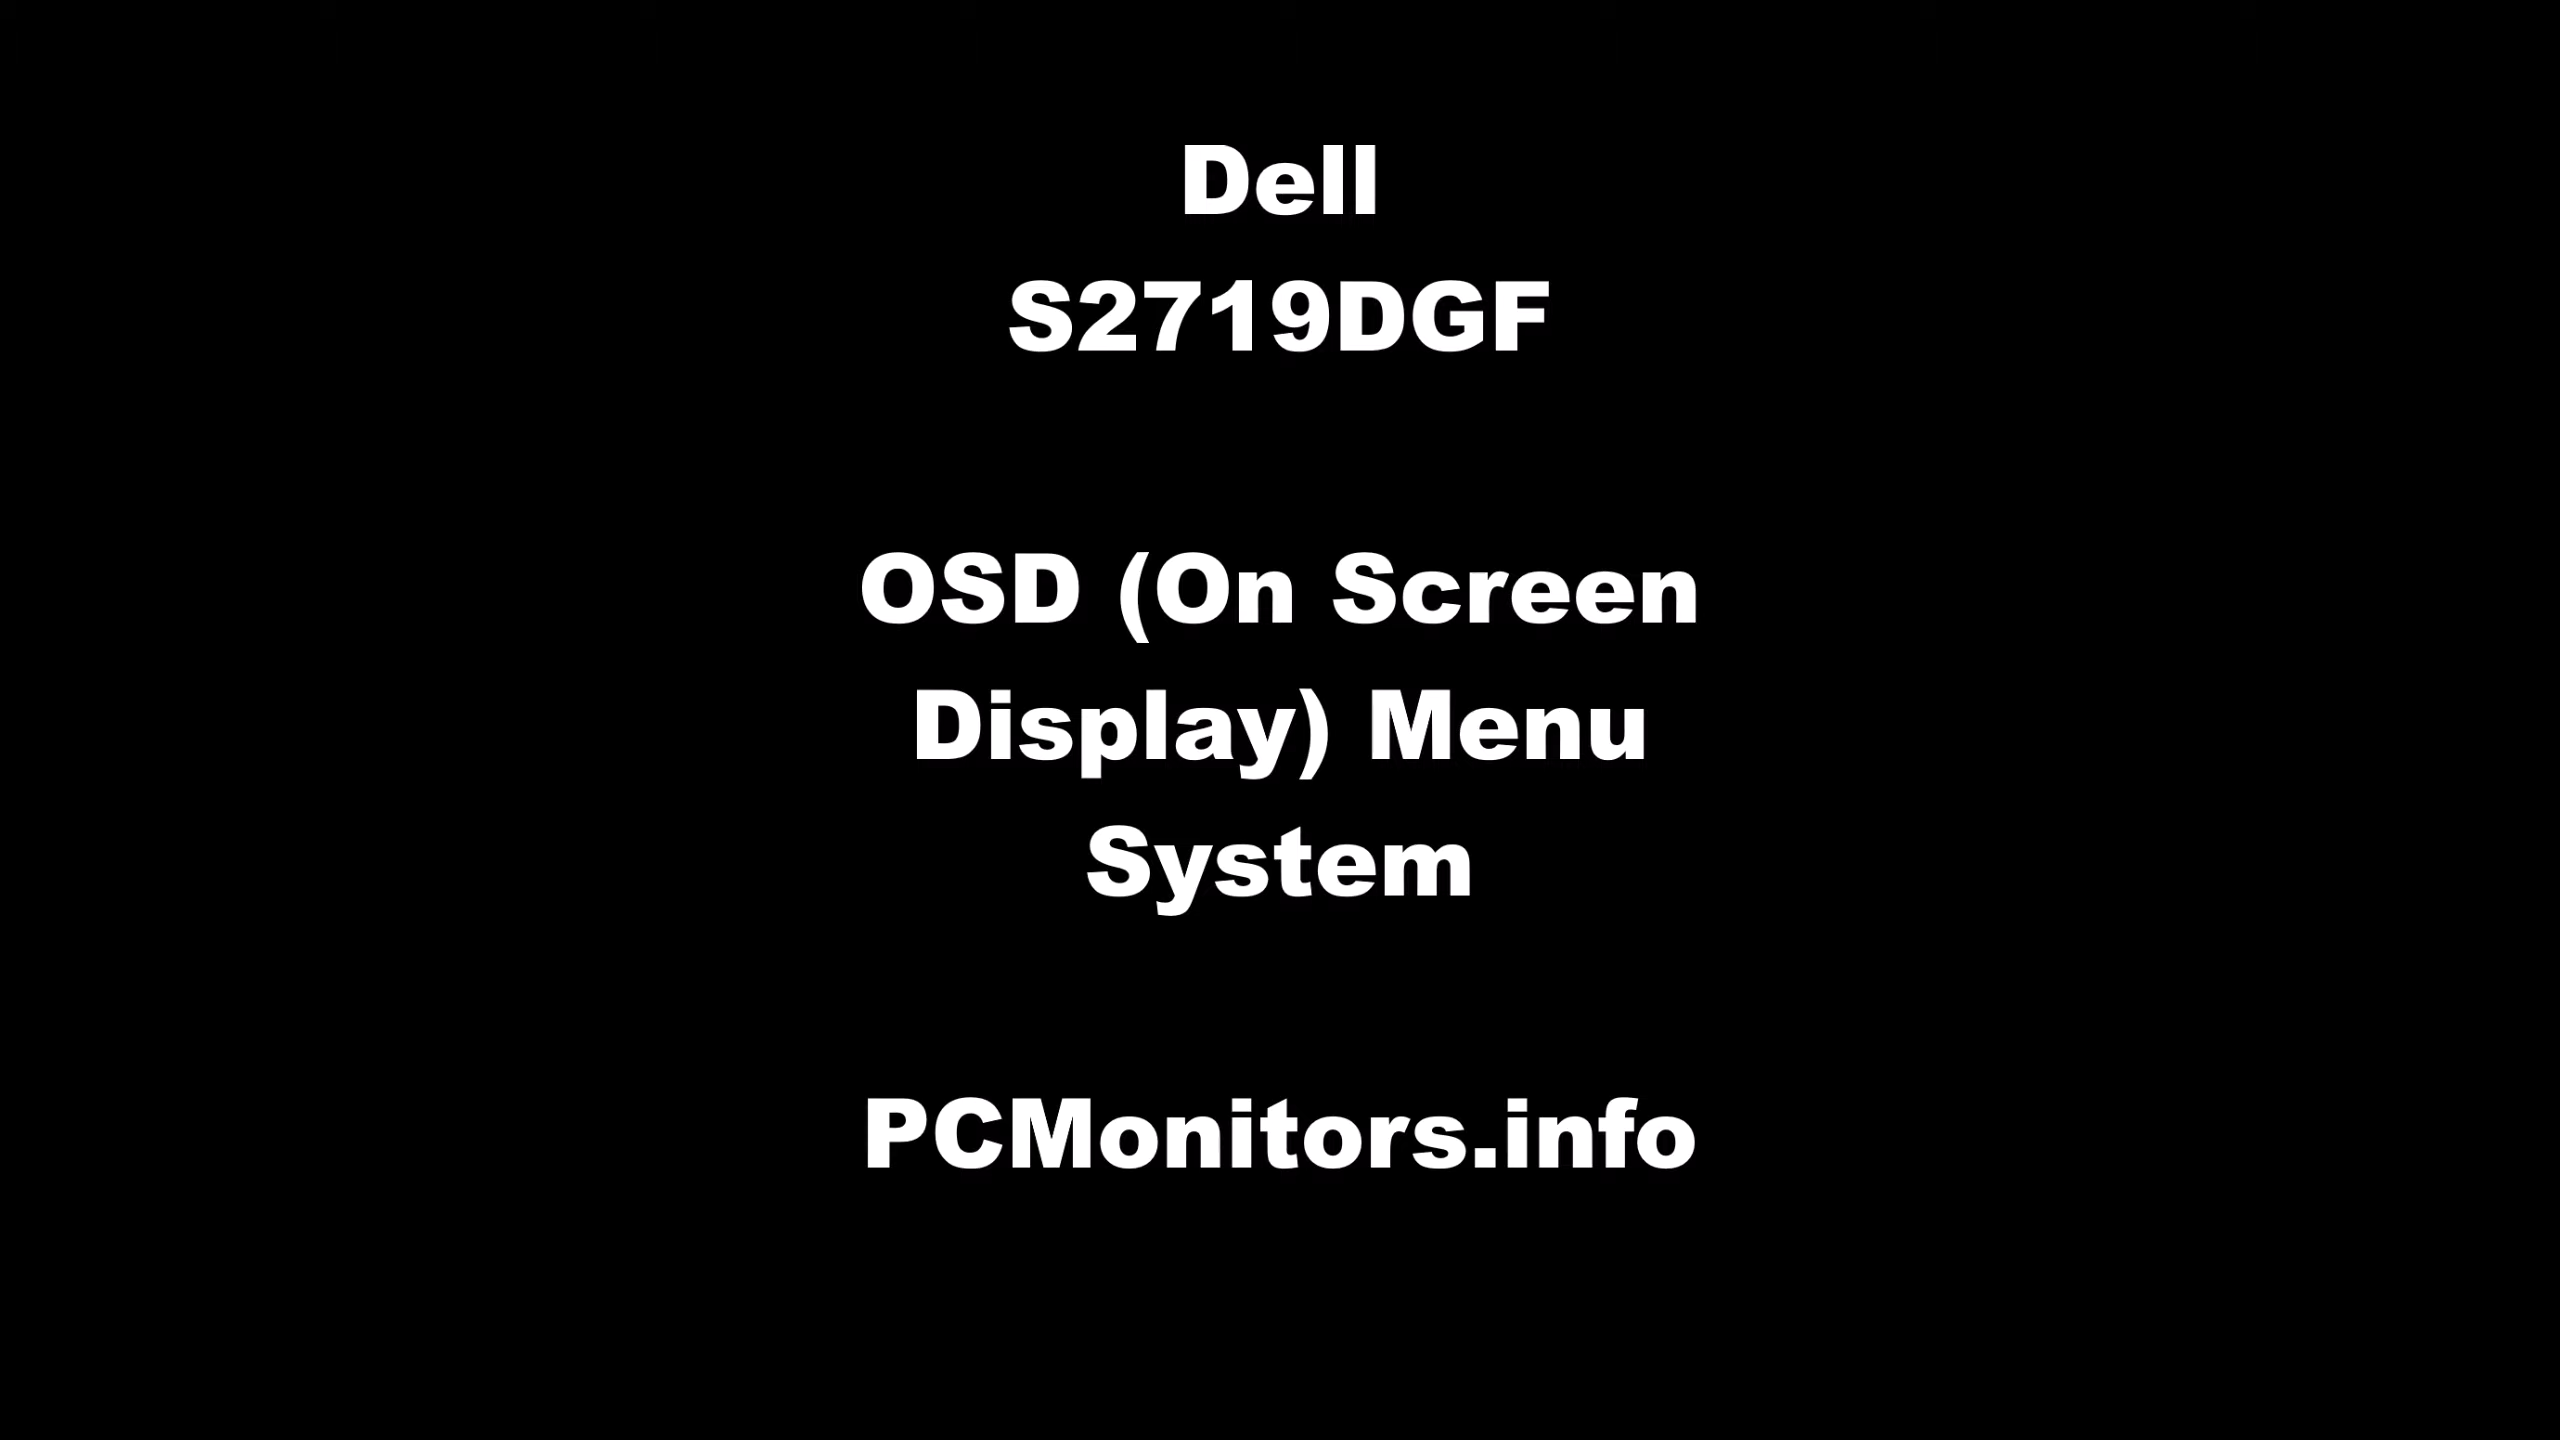 Dell
S2719DGF
OSD (On Screen
Display) Menu
System
PCMonitors.info